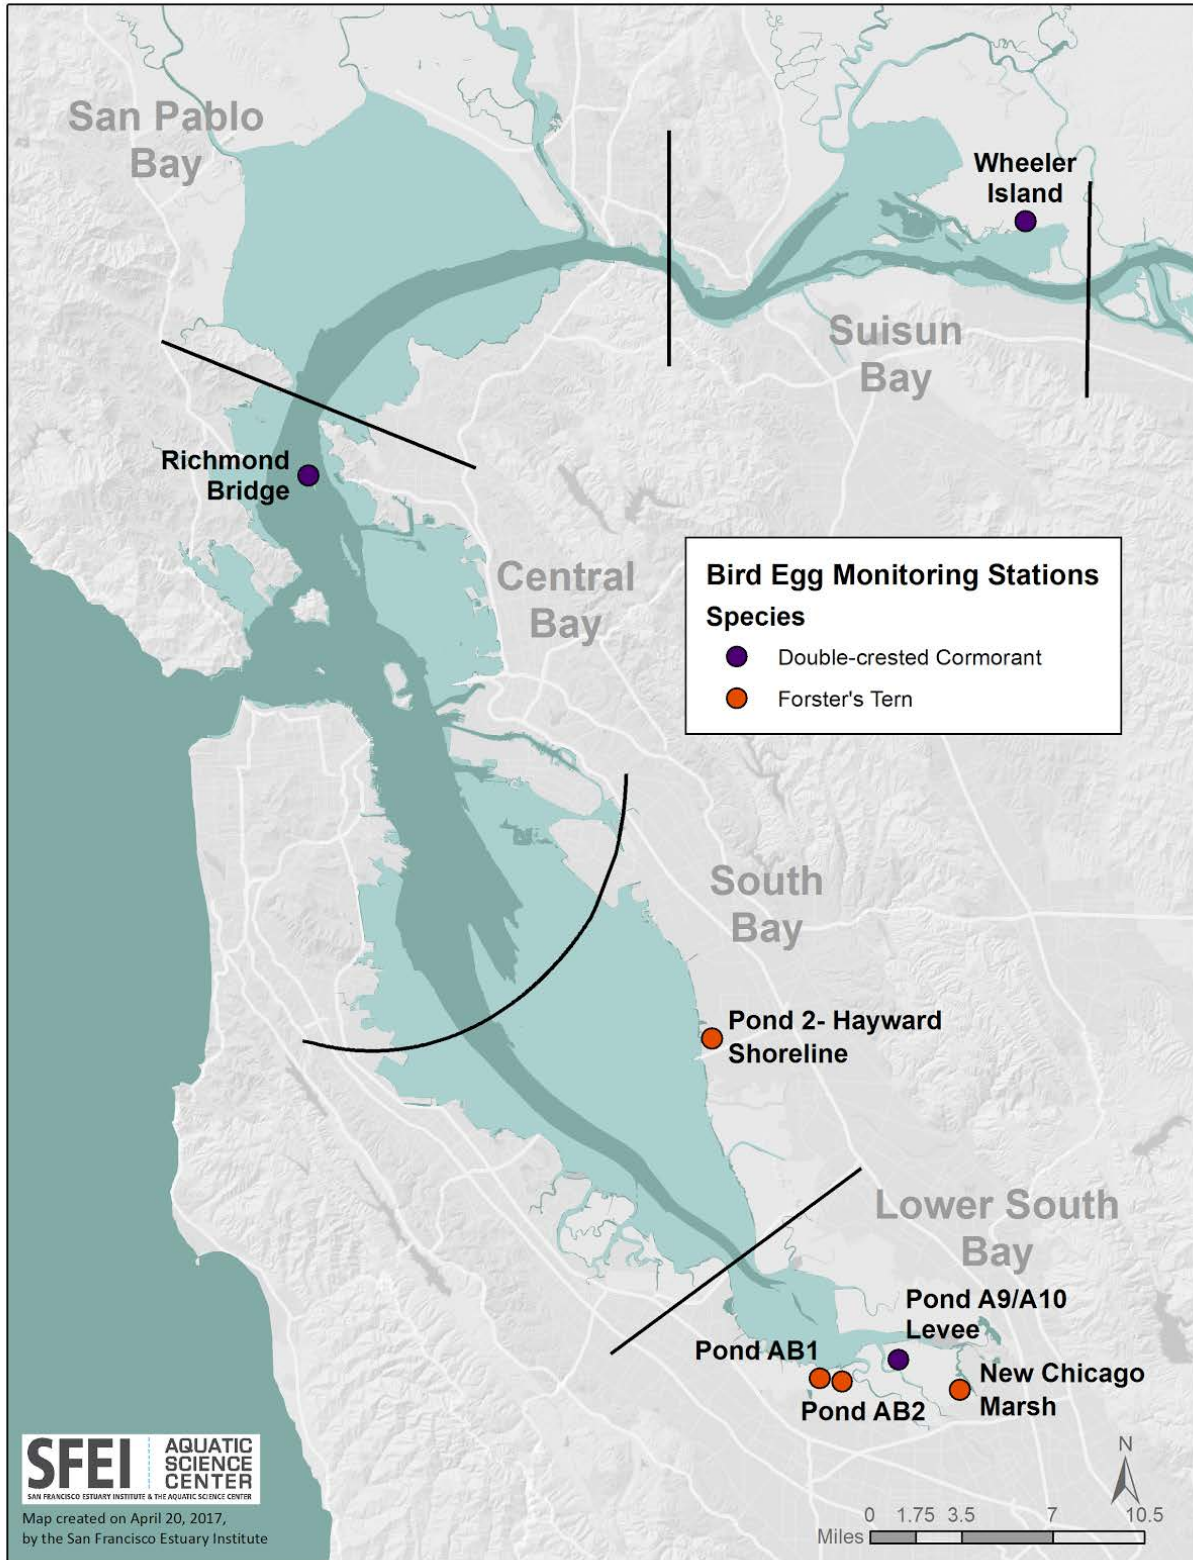 San Pablo
Bay
Wheeler
Island
Suisun
Bay
Richmond
Bridge
Central
Bay
Bird Egg Monitoring Stations
Species
Double-crested Cormorant
Forster's Tern
South
Bay
Pond 2- Hayward
Shoreline
Lower South
Bay
Pond A9/A10
Levee
Pond AB1
New Chicago
Marsh
Pond AB2
SFEI
AQUATIC
SCIENCE
CENTER
SAN FRANCISCO ESTUARY INSTITUTE & THE AQUATIC SCIENCE CENTER
Map created on April 20, 2017,
by the San Francisco Estuary Institute
N
0 1.75 3.5 7 10.5
Miles